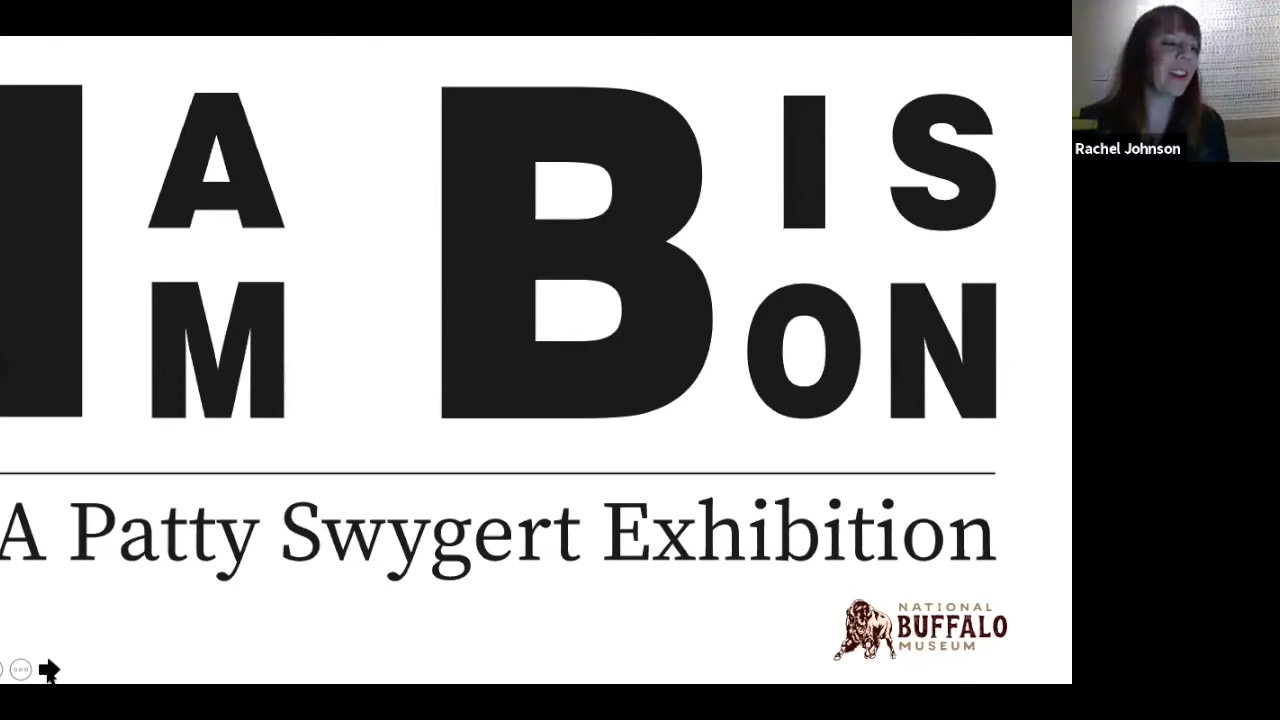 I AM BISON
A Patty Swygert Exhibition
NATIONAL
BUFFALO
MUSEUM
Rachel Johnson